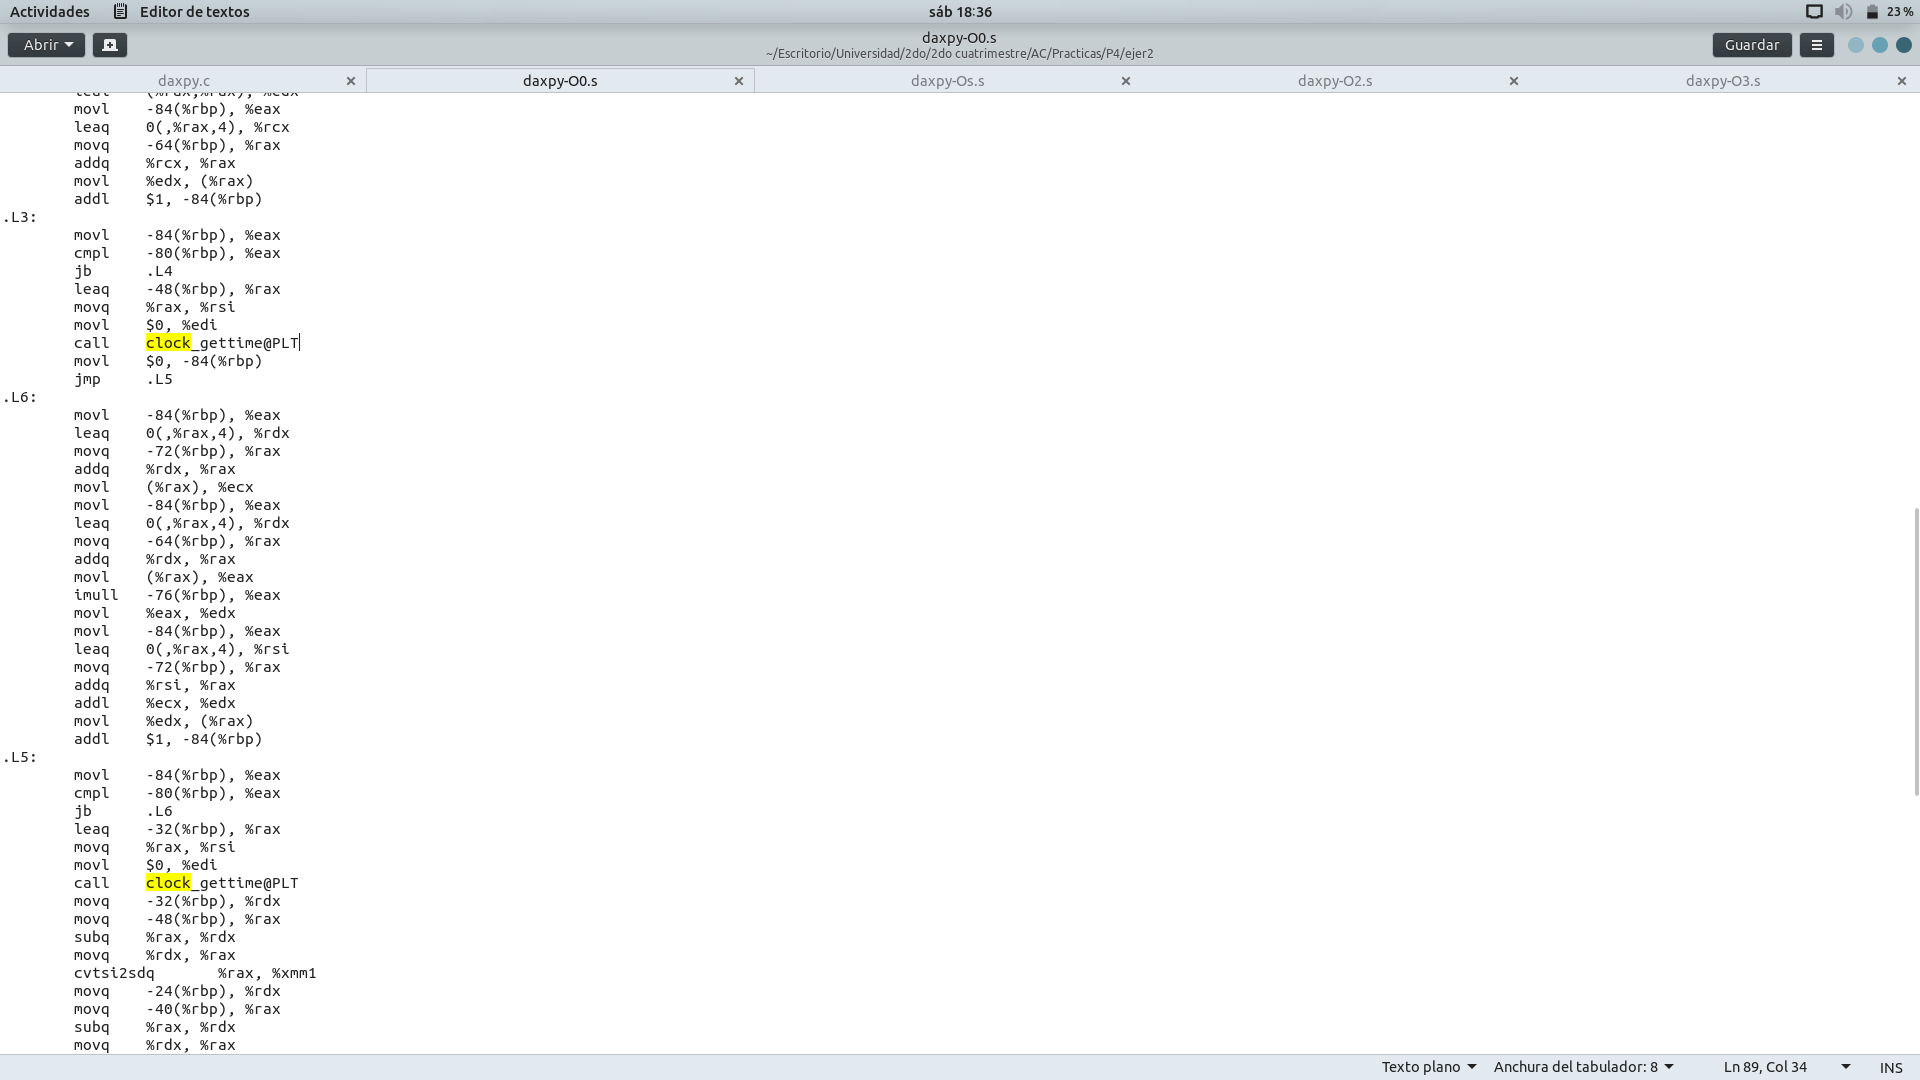 Actividades Editor de textos sáb 18:36 23 %
Abrir daxpy-O0.s Guardar
~/Escritorio/Universidad/2do/2do cuatrimestre/AC/Practicas/P4/ejer2
daxpy.c daxpy-O0.s daxpy-Os.s daxpy-O2.s daxpy-O3.s
movl -84(%rbp), %eax
leaq 0(,%rax,4), %rcx
movq -64(%rbp), %rax
addq %rcx, %rax
movl %edx, (%rax)
addl $1, -84(%rbp)
.L3:
movl -84(%rbp), %eax
cmpl -80(%rbp), %eax
jb .L4
leaq -48(%rbp), %rax
movq %rax, %rsi
movl $0, %edi
call clock_gettime@PLT
movl $0, -84(%rbp)
jmp .L5
.L6:
movl -84(%rbp), %eax
leaq 0(,%rax,4), %rdx
movq -72(%rbp), %rax
addq %rdx, %rax
movl (%rax), %ecx
movl -84(%rbp), %eax
leaq 0(,%rax,4), %rdx
movq -64(%rbp), %rax
addq %rdx, %rax
movl (%rax), %eax
imull -76(%rbp), %eax
movl %eax, %edx
movl -84(%rbp), %eax
leaq 0(,%rax,4), %rsi
movq -72(%rbp), %rax
addq %rsi, %rax
addl %ecx, %edx
movl %edx, (%rax)
addl $1, -84(%rbp)
.L5:
movl -84(%rbp), %eax
cmpl -80(%rbp), %eax
jb .L6
leaq -32(%rbp), %rax
movq %rax, %rsi
movl $0, %edi
call clock_gettime@PLT
movq -32(%rbp), %rdx
movq -48(%rbp), %rax
subq %rax, %rdx
movq %rdx, %rax
cvtsi2sdq %rax, %xmm1
movq -24(%rbp), %rdx
movq -40(%rbp), %rax
subq %rax, %rdx
movq %rdx, %rax
Texto plano Anchura del tabulador: 8 Ln 89, Col 34 INS